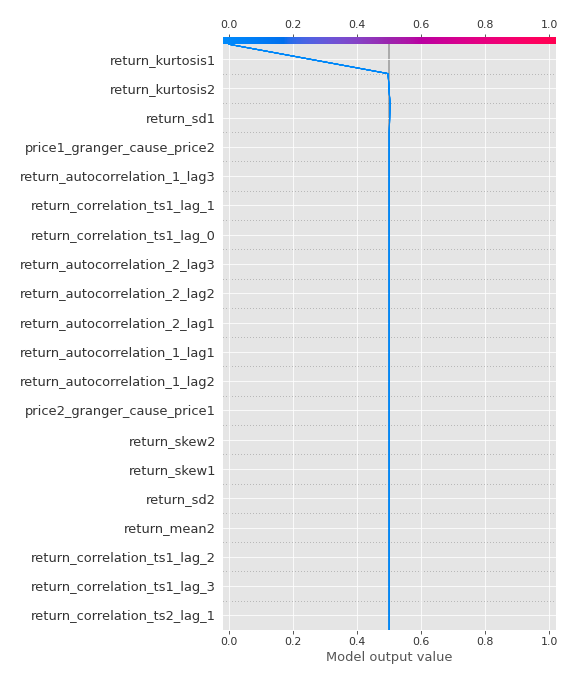 0.0 0.2 0.4 0.6 0.8 1.0
return_kurtosis1
return_kurtosis2
return_sd1
price1_granger_cause_price2
return_autocorrelation_1_lag3
return_correlation_ts1_lag_1
return_correlation_ts1_lag_0
return_autocorrelation_2_lag3
return_autocorrelation_2_lag2
return_autocorrelation_2_lag1
return_autocorrelation_1_lag1
return_autocorrelation_1_lag2
price2_granger_cause_price1
return_skew2
return_skew1
return_sd2
return_mean2
return_correlation_ts1_lag_2
return_correlation_ts1_lag_3
return_correlation_ts2_lag_1
0.0 0.2 0.4 0.6 0.8 1.0
Model output value